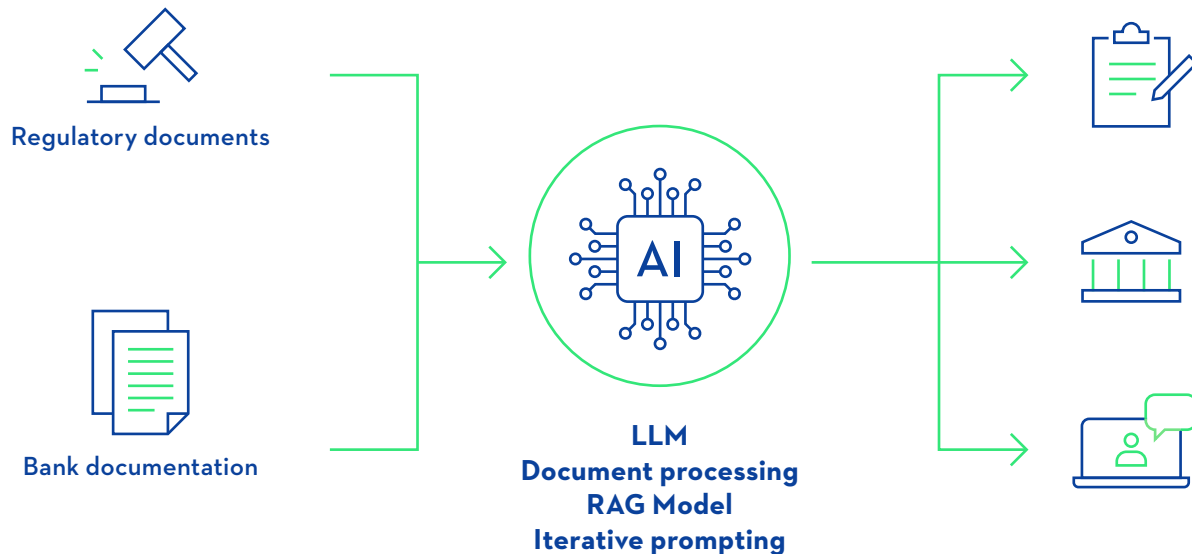 Regulatory documents
Bank documentation
AI
LLM
Document processing
RAG Model
Iterative prompting